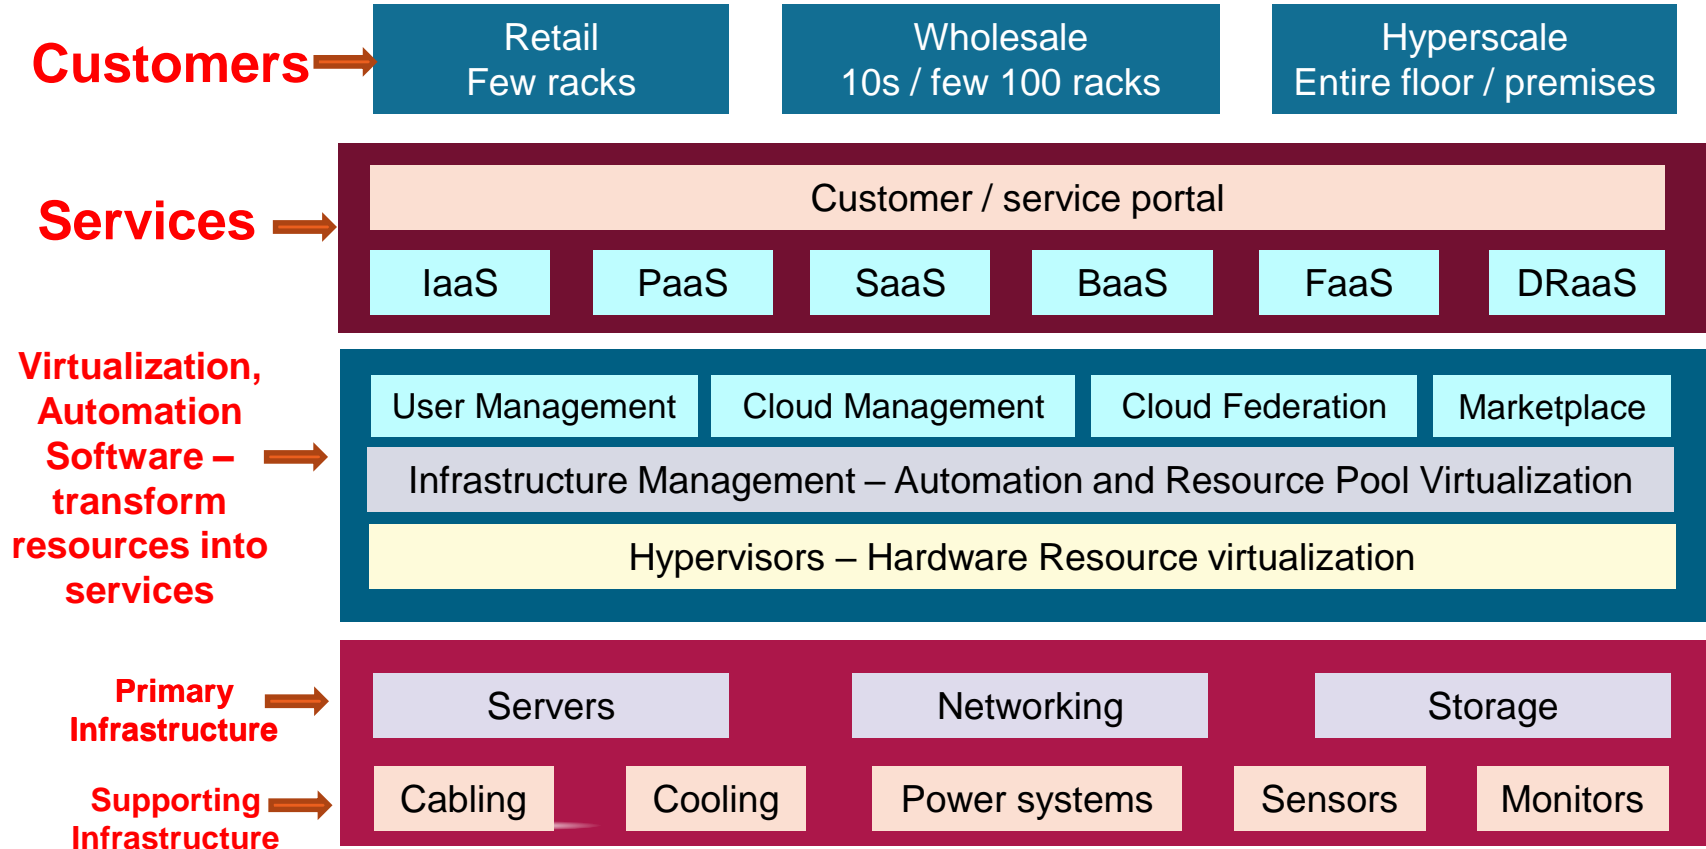 Customers
Retail
Few racks
Wholesale
10s / few 100 racks
Hyperscale
Entire floor / premises
Services
Customer / service portal
IaaS
PaaS
SaaS
BaaS
FaaS
DRaaS
Virtualization,
Automation
Software –
transform
resources into
services
User Management
Cloud Management
Cloud Federation
Marketplace
Infrastructure Management – Automation and Resource Pool Virtualization
Hypervisors – Hardware Resource virtualization
Primary
Infrastructure
Servers
Networking
Storage
Supporting
Infrastructure
Cabling
Cooling
Power systems
Sensors
Monitors